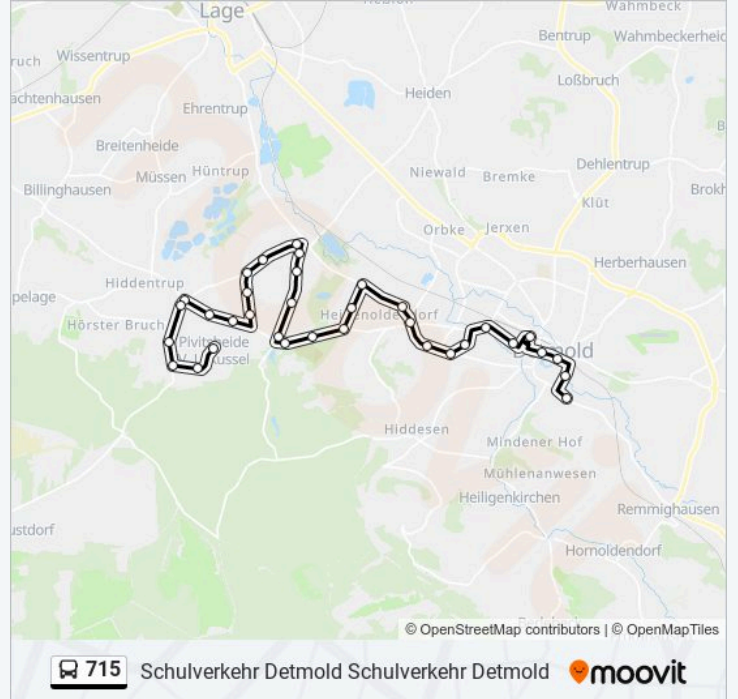 Lage
Wahmbeck
Bentrup
Wahmbeckerheid
ruch
Wissentrup
Loßbruch
achtenhausen
Heiden
Ehrentrup
Breitenheide
Dehlentrup
Müssen
Hüntrup
Niewald
Bremke
Billinghausen
Brokh
Klüt
Orbke
Jerxen
Herberhausen
Hiddentrup
pelage
Hörster Bruch
Pivitsheide
Hiddesen
Mindener Hof
Mühlenanwesen
Heiligenkirchen
Remmighausen
ustdorf
Hornoldendorf
© OpenStreetMap contributors | © OpenMapTiles
715 Schulverkehr Detmold Schulverkehr Detmold moovit